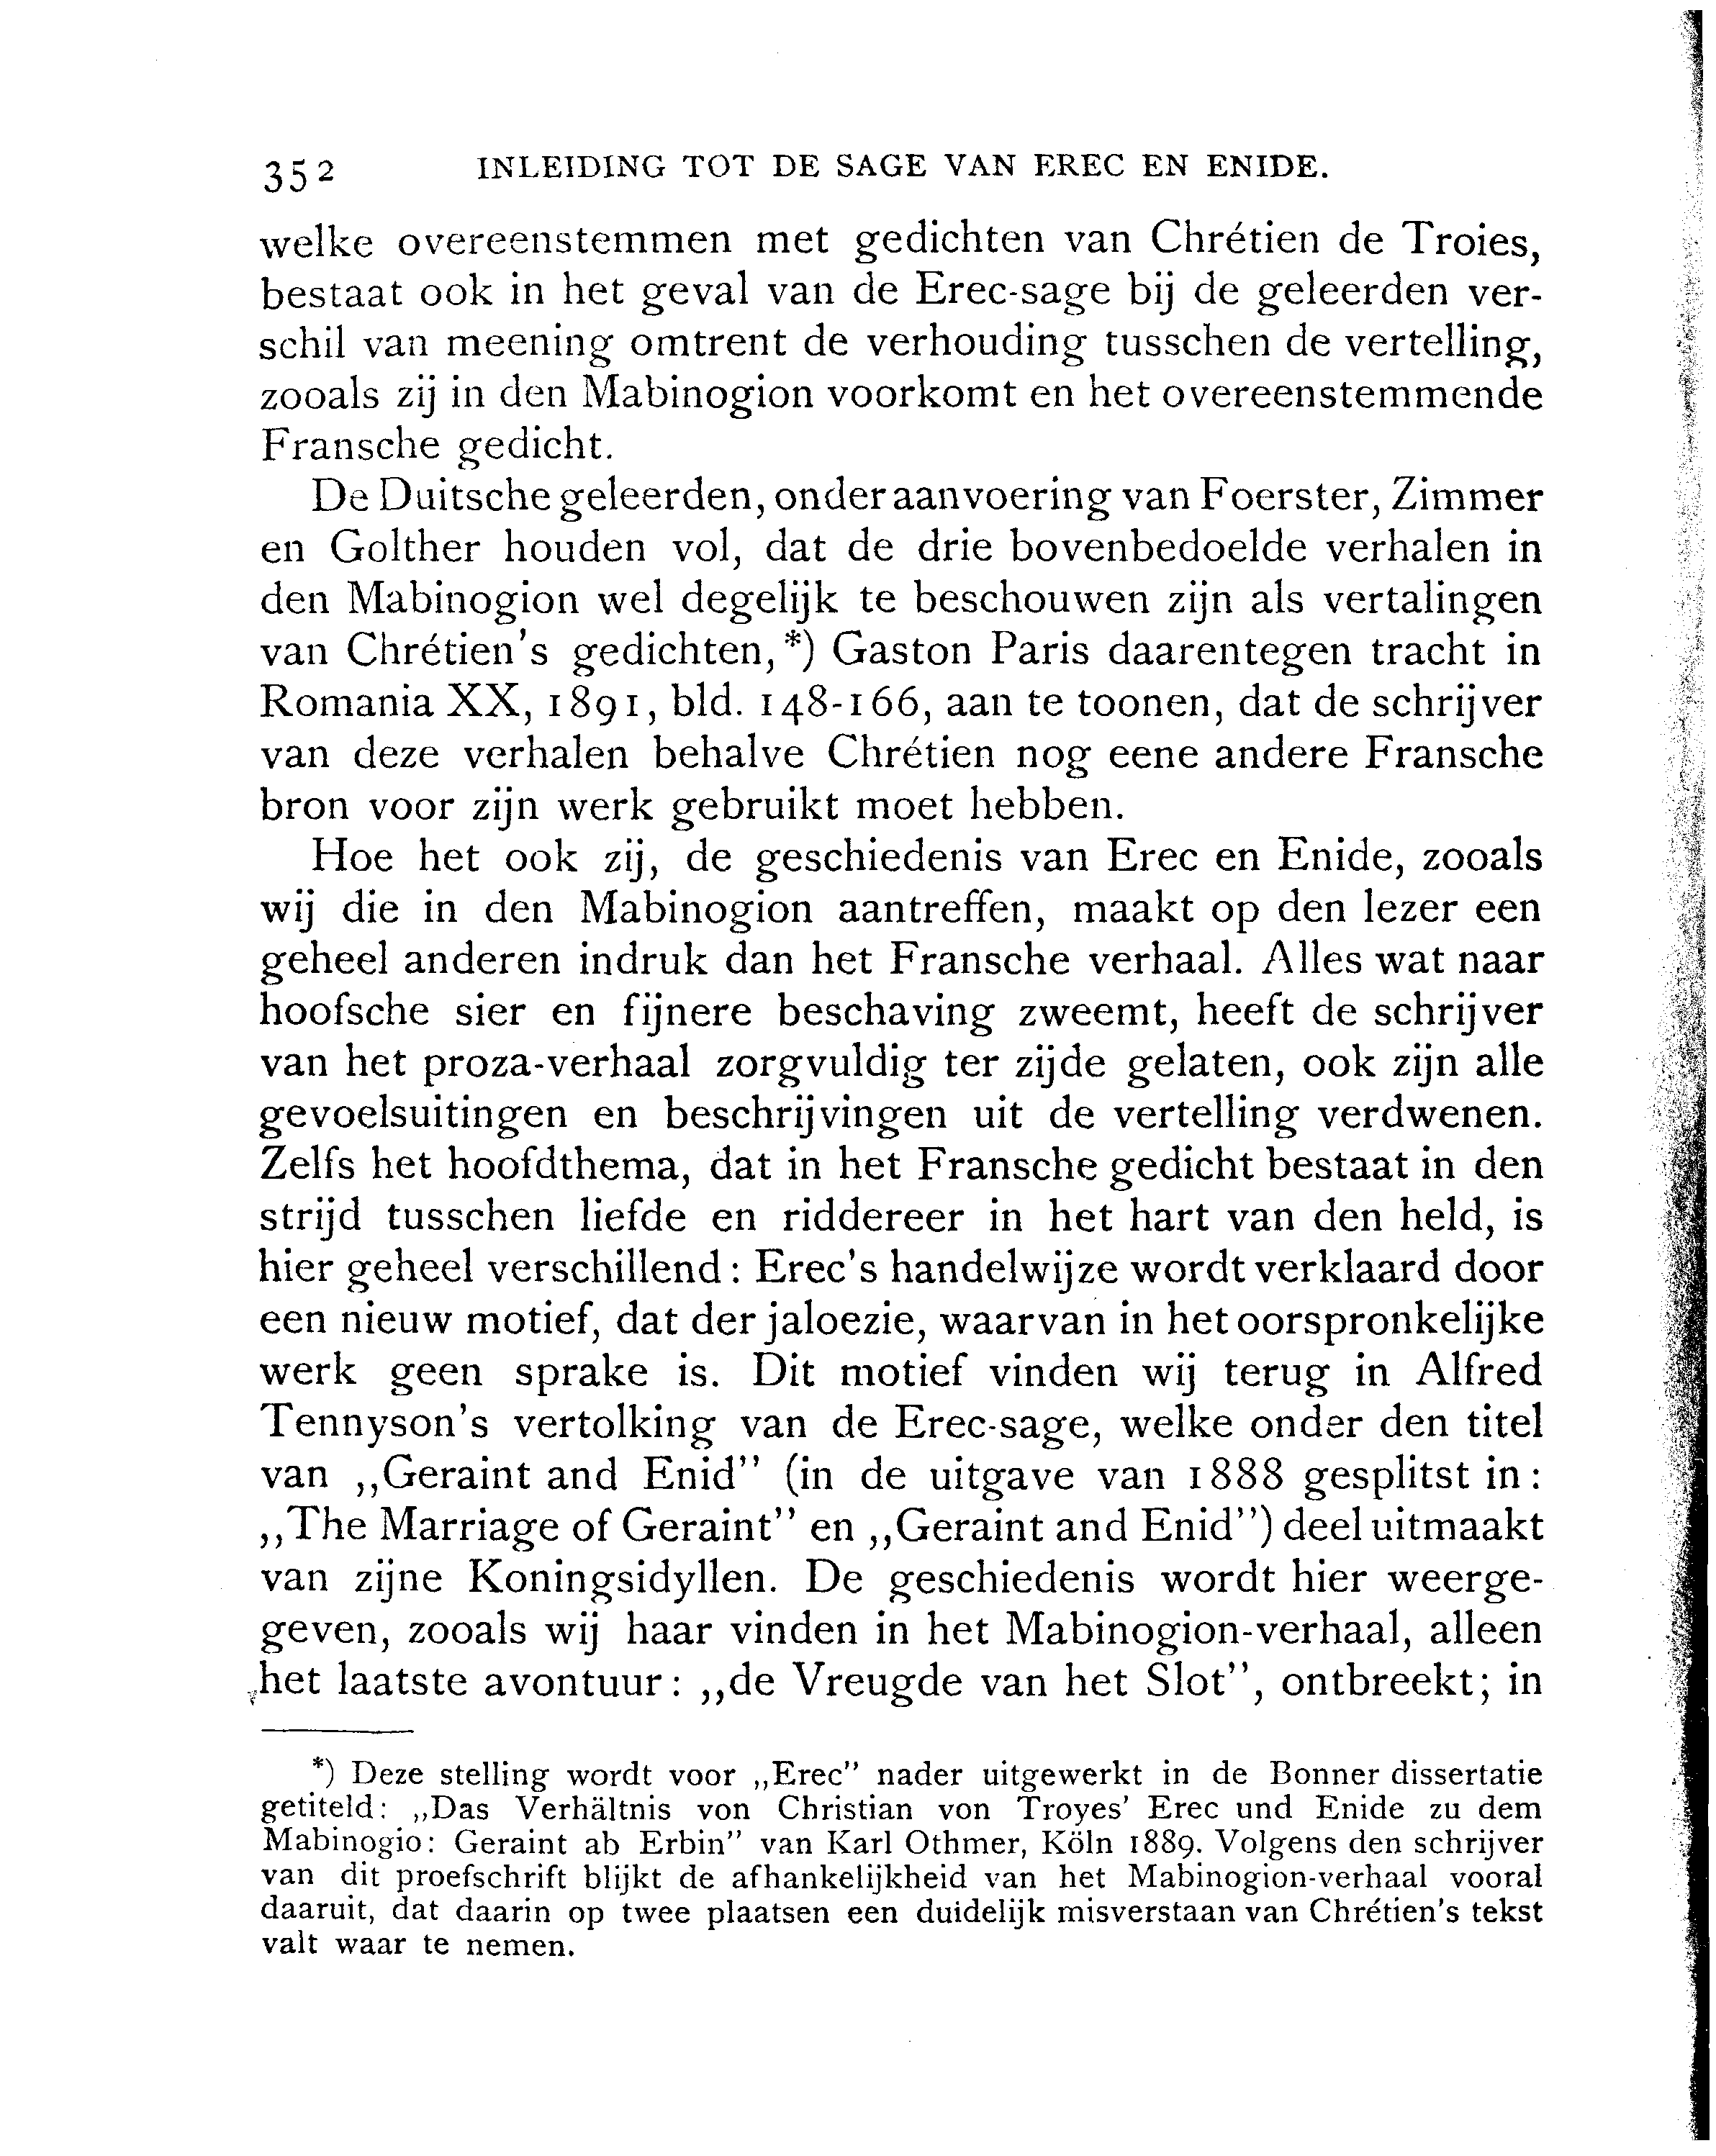 352 INLEIDING TOT DE SAGE VAN EREC EN ENIDE.
welke overeenstemmen met gedichten van Chrétien de Troies,
bestaat ook in het geval van de Erec-sage bij de geleerden ver-
schil van meening omtrent de verhouding tusschen de vertelling,
zooals zij in den Mabinogion voorkomt en het overeenstemmende
Fransche gedicht.
De Duitsche geleerden, onder aanvoering van Foerster, Zimmer
en Golther houden vol, dat de drie bovenbedoelde verhalen in
den Mabinogion wel degelijk te beschouwen zijn als vertalingen
van Chrétien's gedichten, *) Gaston Paris daarentegen tracht in
Romania XX, 1891, bld. 148-166, aan te toonen, dat de schrijver
van deze verhalen behalve Chrétien nog eene andere Fransche
bron voor zijn werk gebruikt moet hebben.
Hoe het ook zij, de geschiedenis van Erec en Enide, zooals
wij die in den Mabinogion aantreffen, maakt op den lezer een
geheel anderen indruk dan het Fransche verhaal. Alles wat naar
hoofsche sier en fijnere beschaving zweemt, heeft de schrijver
van het proza-verhaal zorgvuldig ter zijde gelaten, ook zijn alle
gevoelsuitingen en beschrijvingen uit de vertelling verdwenen.
Zelfs het hoofdthema, dat in het Fransche gedicht bestaat in den
strijd tusschen liefde en riddereer in het hart van den held, is
hier geheel verschillend: Erec's handelwijze wordt verklaard door
een nieuw motief, dat der jaloezie, waarvan in het oorspronkelijke
werk geen sprake is. Dit motief vinden wij terug in Alfred
Tennyson's vertolking van de Erec-sage, welke onder den titel
van ,,Geraint and Enid" (in de uitgave van 1888 gesplitst in:
,,The Marriage of Geraint" en ,,Geraint and Enid") deel uitmaakt
van zijne Koningsidyllen. De geschiedenis wordt hier weerge-
geven, zooals wij haar vinden in het Mabinogion-verhaal, alleen
het laatste avontuur: ,,de Vreugde van het Slot", ontbreekt; in
*) Deze stelling wordt voor ,,Erec" nader uitgewerkt in de Bonner dissertatie
getiteld: ,,Das Verhältnis von Christian von Troyes' Erec und Enide zu dem
Mabinogio: Geraint ab Erbin" van Karl Othmer, Köln 1889. Volgens den schrijver
van dit proefschrift blijkt de afhankelijkheid van het Mabinogion-verhaal vooral
daaruit, dat daarin op twee plaatsen een duidelijk misverstaan van Chrétien's tekst
valt waar te nemen.